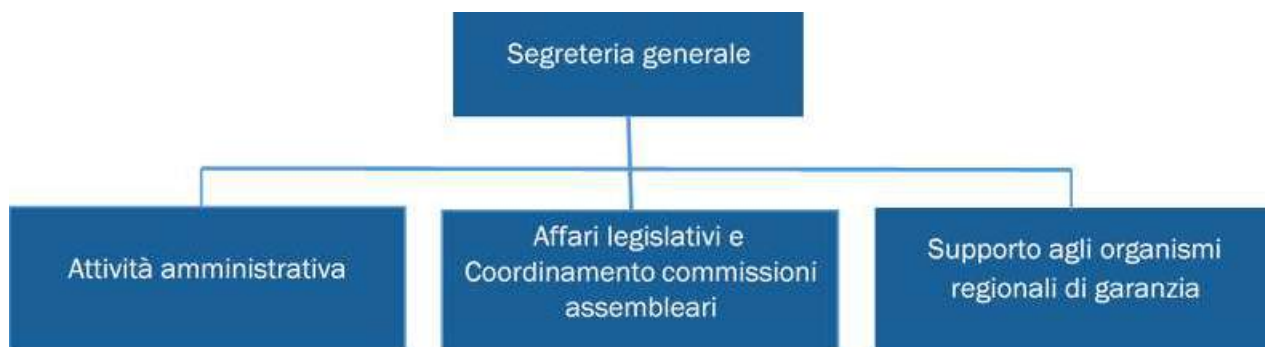 Segreteria generale
Attività amministrativa
Affari legislativi e
Coordinamento commissioni
assembleari
Supporto agli organismi
regionali di garanzia